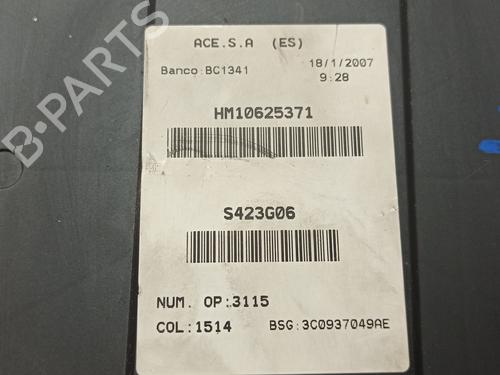 ACE.S.A (ES)
Banco:BC1341
18/1/2007
9:28
HM10625371
S423G06
NUM. OP:3115
COL:1514
BSG:3C0937049AE
B-PARTS